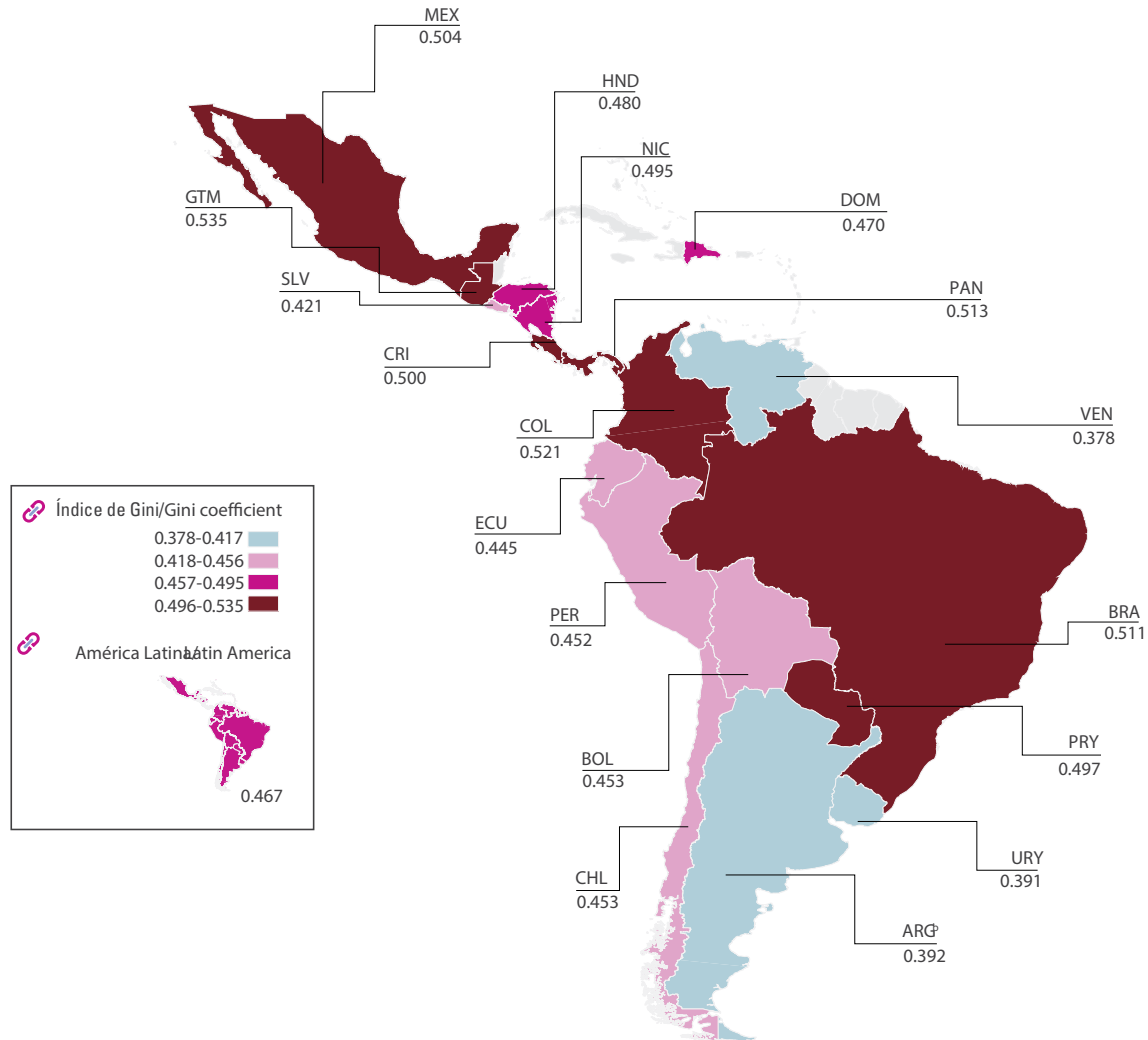 MEX
0.504
HND
0.480
NIC
0.495
GTM
0.535
DOM
0.470
SLV
0.421
PAN
0.513
CRI
0.500
VEN
0.378
COL
0.521
ECU
0.445
Índice de Gini/Gini coefficient
0.378-0.417
0.418-0.456
0.457-0.495
0.496-0.535
América Latina/Latin America
0.467
PER
0.452
BRA
0.511
BOL
0.453
PRY
0.497
CHL
0.453
URY
0.391
ARG b
0.392